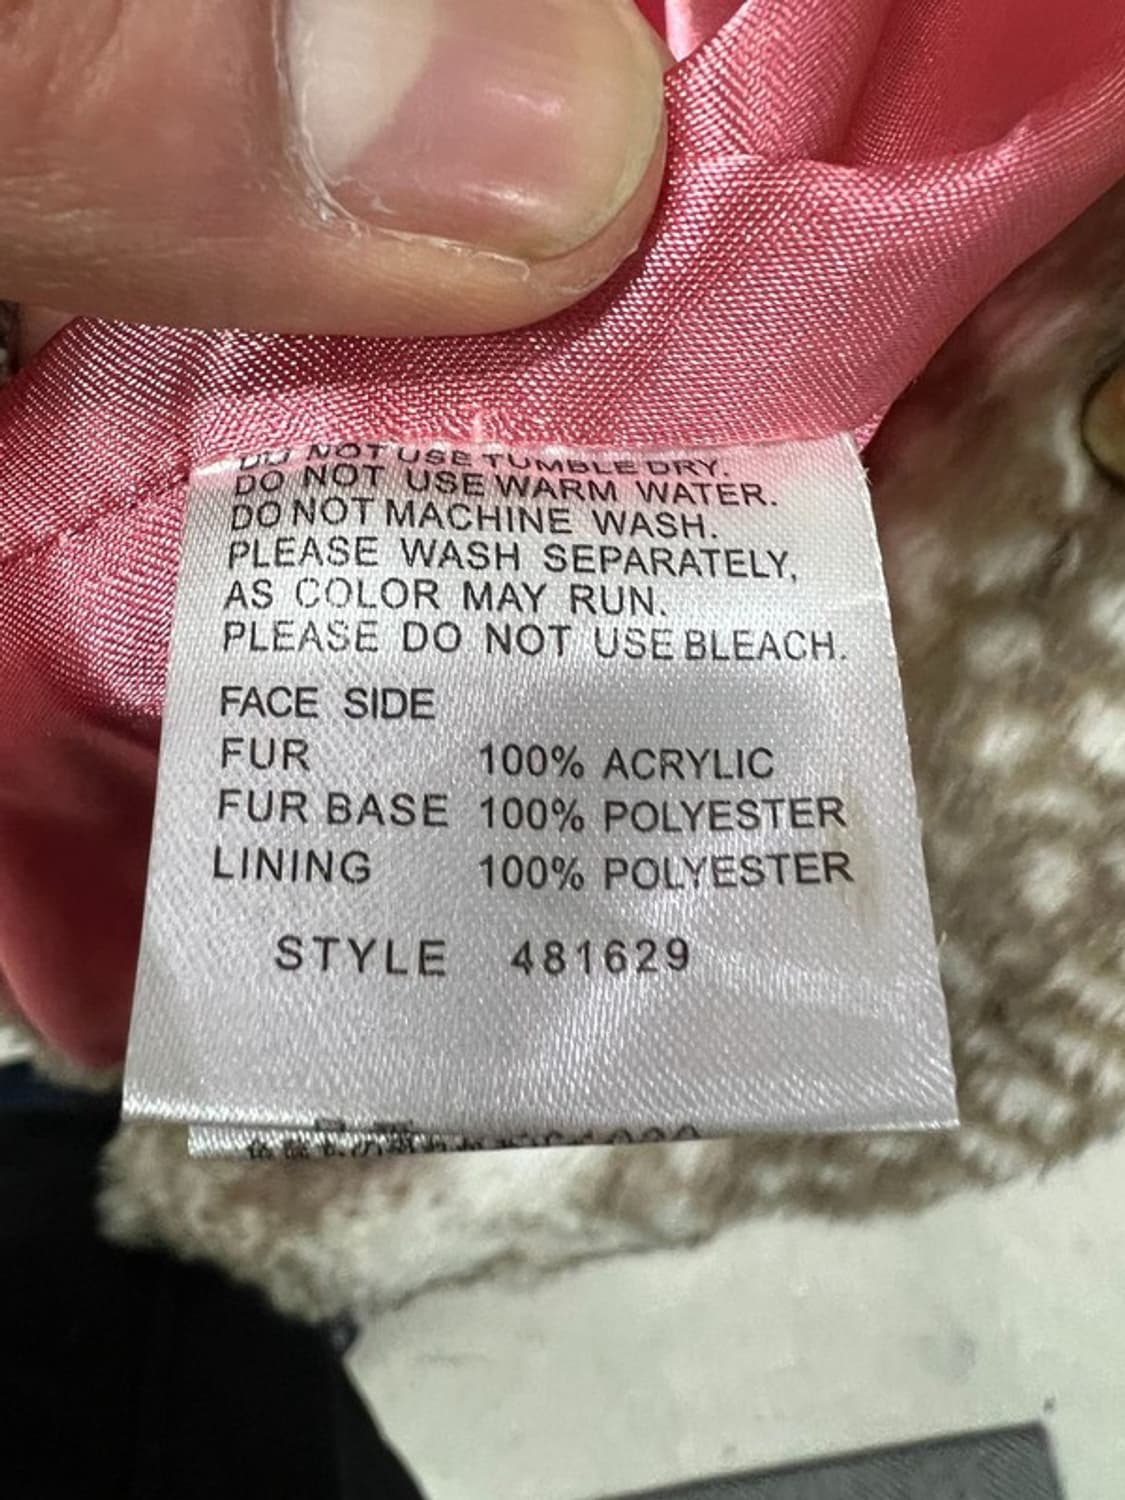 DO NOT USE TUMBLE DRY.
DO NOT USE WARM WATER.
DO NOT MACHINE WASH.
PLEASE WASH SEPARATELY,
AS COLOR MAY RUN.
PLEASE DO NOT USE BLEACH.
FACE SIDE
FUR 100% ACRYLIC
FUR BASE 100% POLYESTER
LINING 100% POLYESTER
STYLE 481629